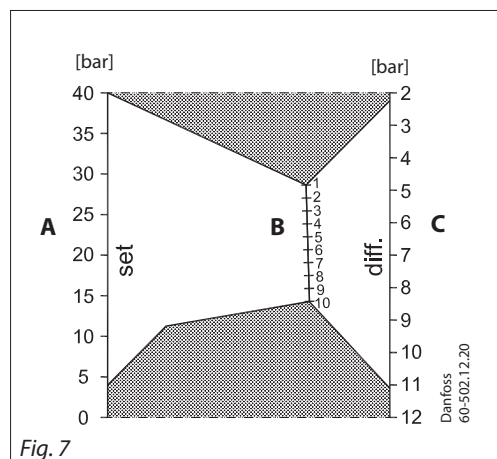 [bar] [bar]
40 2
35 3
30 4
1
5
2
25 3
A B 4 6 C
20 set 5 diff.
6 7
7
15 8 8
9
10 9
10
10
5 11
0 12
Danfoss
60-502.12.20
Fig. 7